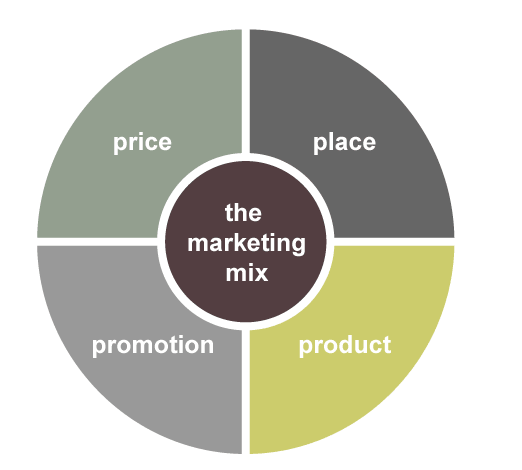 price
place
the
marketing
mix
promotion
product